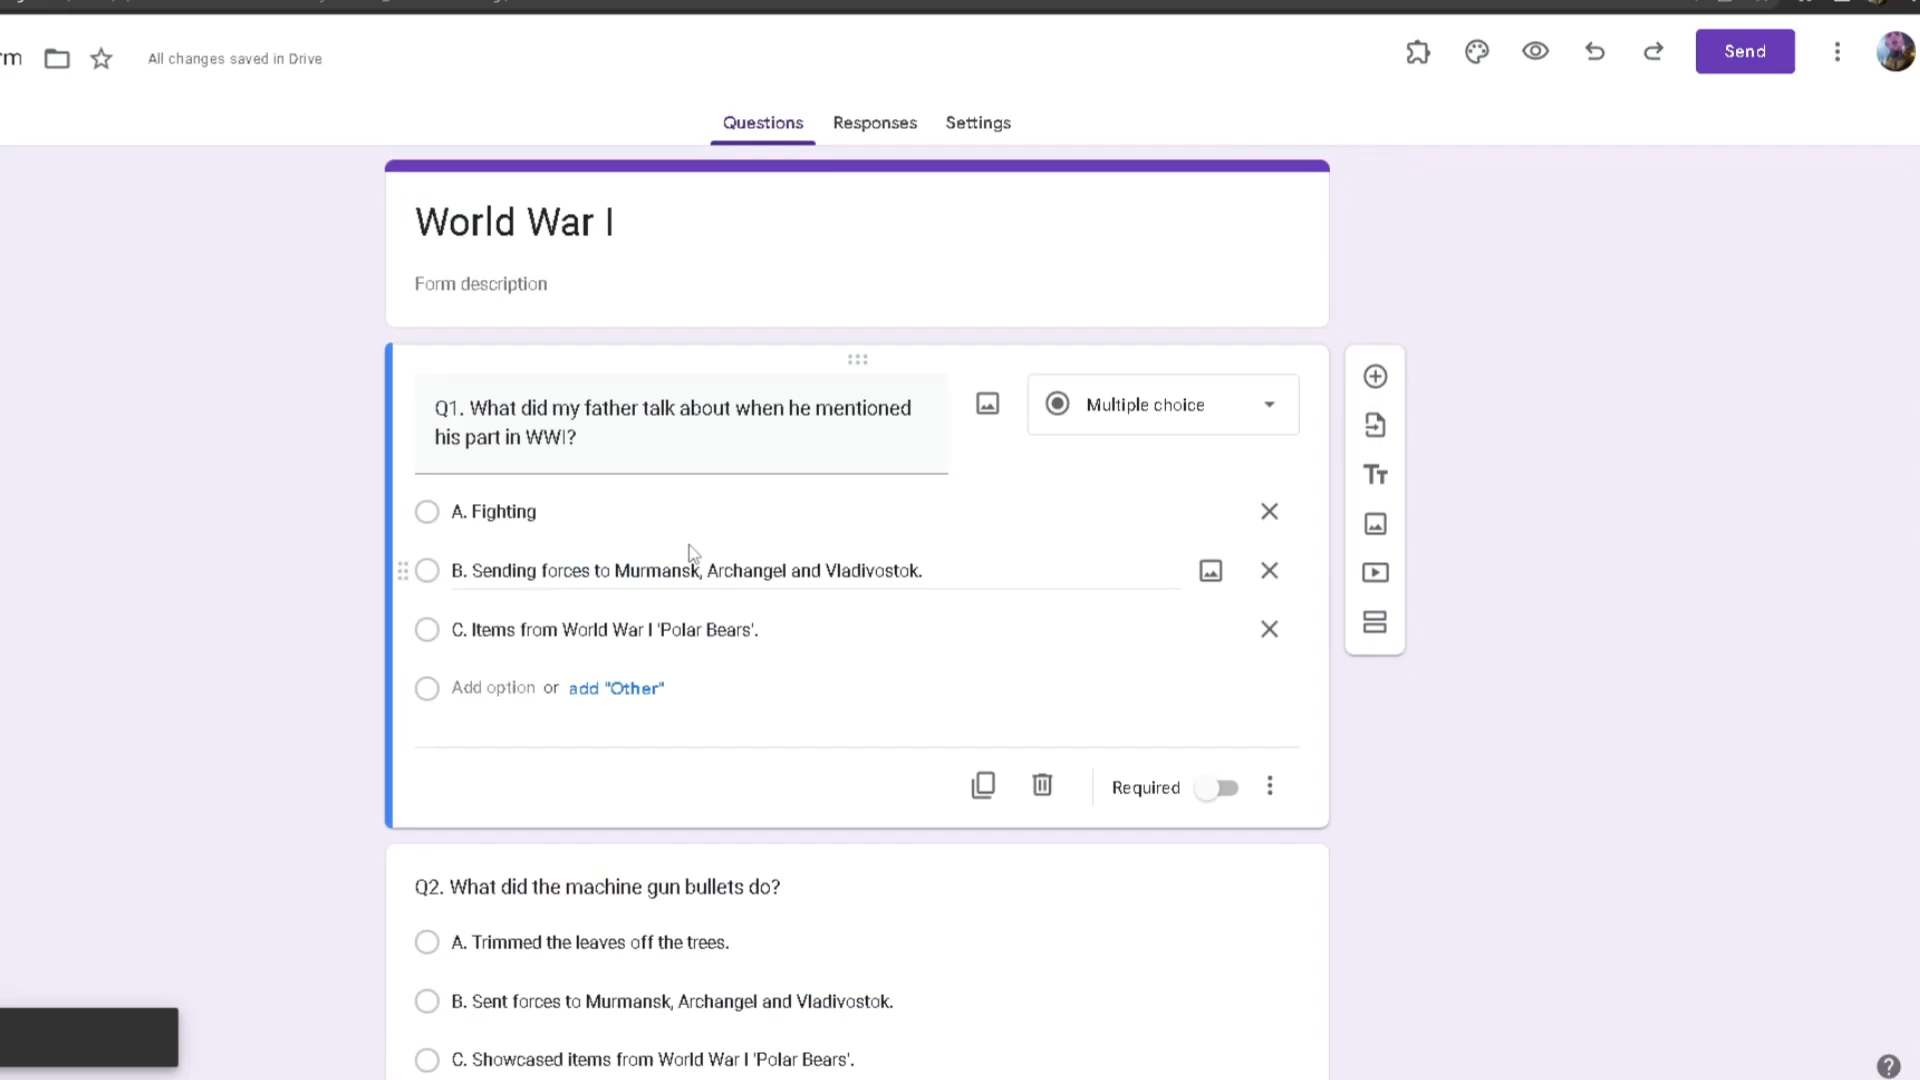 rm
All changes saved in Drive
Send
Questions
Responses
Settings
World War I
Form description
Q1. What did my father talk about when he mentioned
his part in WWI?
Multiple choice
A. Fighting
B. Sending forces to Murmansk, Archangel and Vladivostok.
C. Items from World War I 'Polar Bears'.
Add option or add "Other"
Required
Q2. What did the machine gun bullets do?
A. Trimmed the leaves off the trees.
B. Sent forces to Murmansk, Archangel and Vladivostok.
C. Showcased items from World War I 'Polar Bears'.